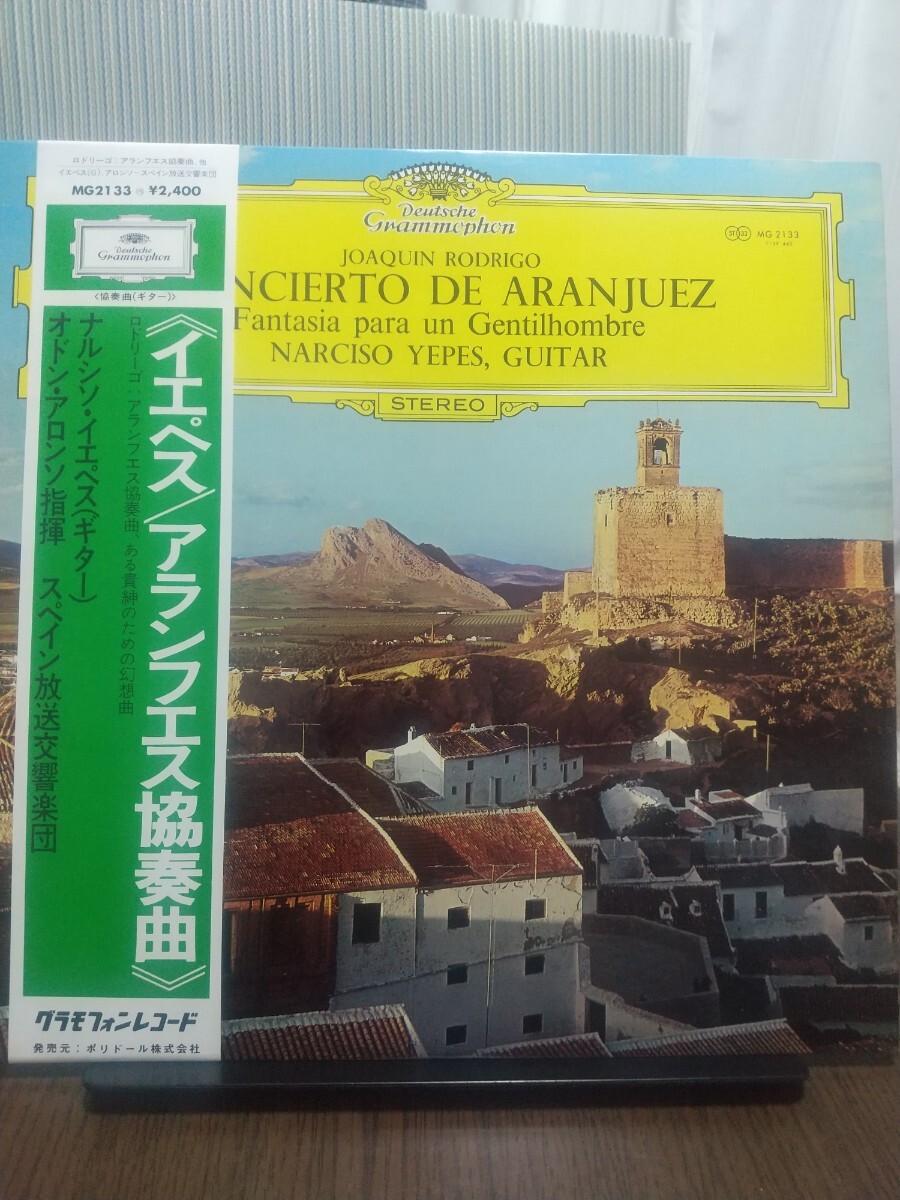 ロドリーゴ：アランフエス協奏曲、他
イエペス(G)、アロンソ＝スペイン放送交響楽団
MG2133 ¥2,400
Deutsche
Grammophon
〈協奏曲(ギター)〉
《イエペス/アランフエス協奏曲》
ロドリーゴ：アランフエス協奏曲、ある貴紳のための幻想曲
ナルシソ・イエペス(ギター)
オドン・アロンソ指揮 スペイン放送交響楽団
グラモフォンレコード
発売元：ポリドール株式会社
Deutsche
Grammophon
ST 33 MG 2133
JOAQUIN RODRIGO
NCIERTO DE ARANJUEZ
Fantasia para un Gentilhombre
NARCISO YEPES, GUITAR
STEREO